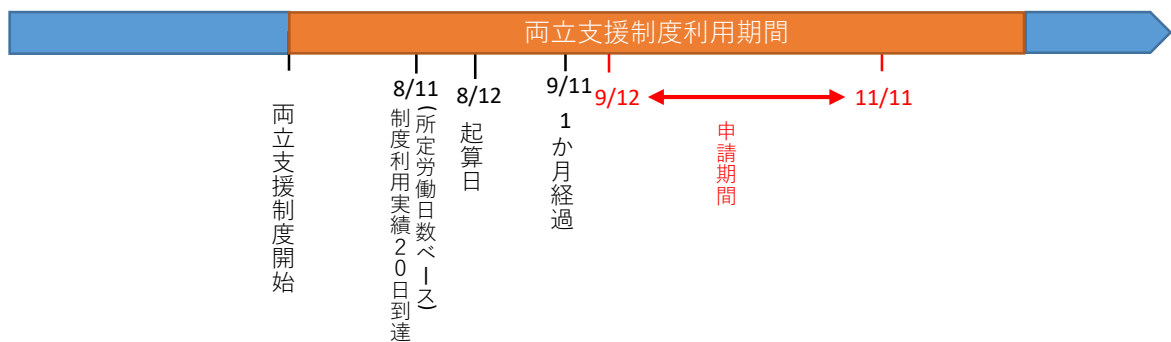 両立支援制度利用期間
両立支援制度開始
8/11
(所定労働日数ベース)
制度利用実績20日到達
8/12
起算日
9/11
1か月経過
9/12
11/11
申請期間